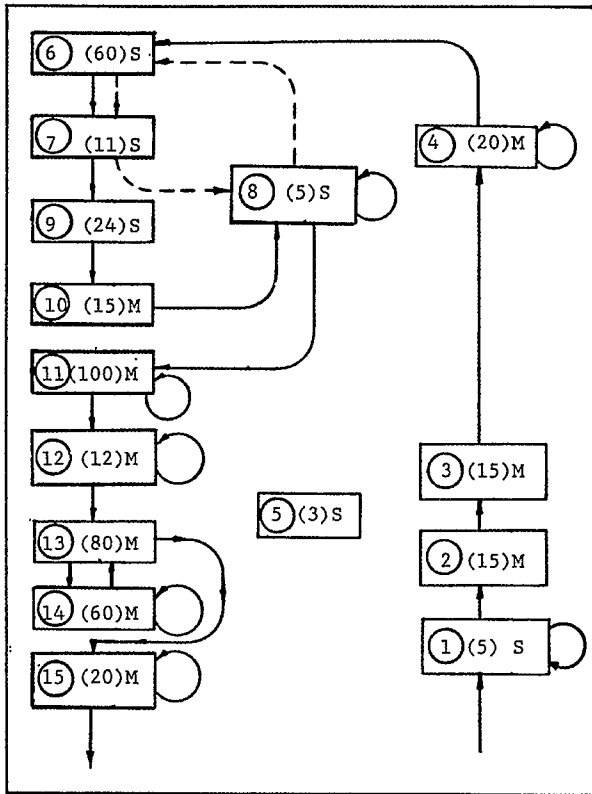 6 (60)S
7 (11)S
4 (20)M
8 (5)S
9 (24)S
10 (15)M
11 (100)M
12 (12)M
3 (15)M
5 (3)S
13 (80)M
2 (15)M
14 (60)M
1 (5) S
15 (20)M